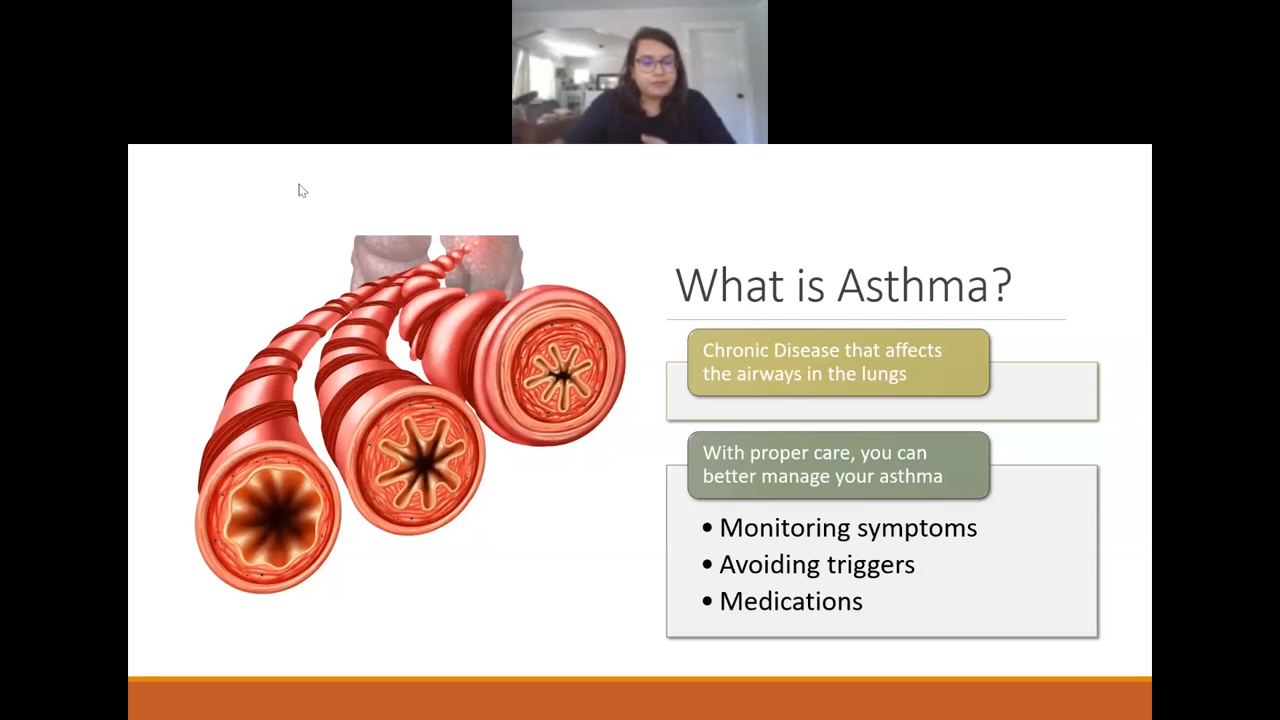 What is Asthma?
Chronic Disease that affects
the airways in the lungs
With proper care, you can
better manage your asthma
• Monitoring symptoms
• Avoiding triggers
• Medications